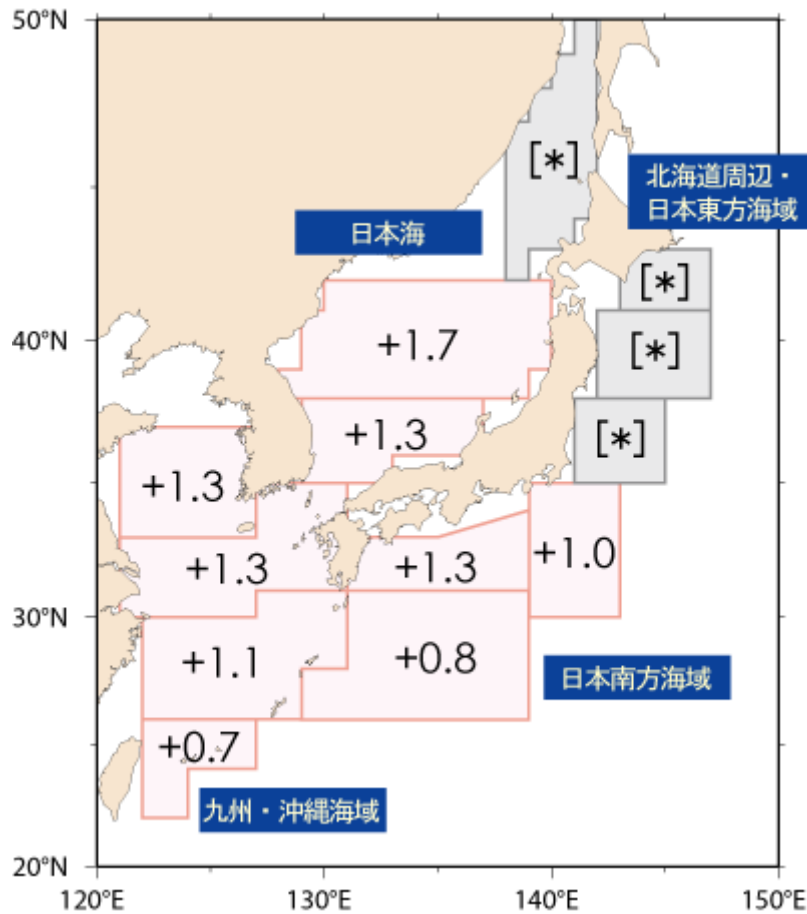 50°N
[*]
北海道周辺・
日本東方海域
日本海
[*]
40°N
+1.7
[*]
+1.3
[*]
+1.3
+1.3
+1.3
+1.0
30°N
+1.1
+0.8
日本南方海域
+0.7
九州・沖縄海域
20°N
120°E
130°E
140°E
150°E